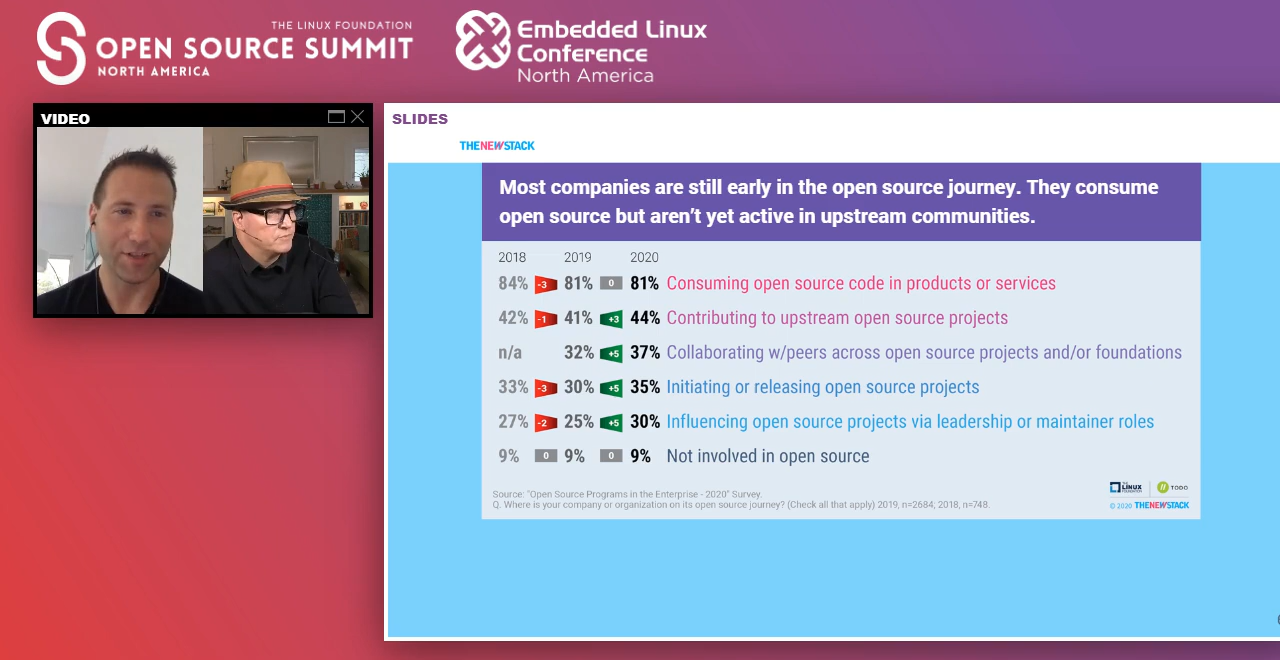 THE LINUX FOUNDATION
OPEN SOURCE SUMMIT
NORTH AMERICA
Embedded Linux
Conference
North America
VIDEO
SLIDES
THENEWSTACK
Most companies are still early in the open source journey. They consume
open source but aren't yet active in upstream communities.
2018 2019 2020
84% -3 81% 0 81% Consuming open source code in products or services
42% -1 41% +3 44% Contributing to upstream open source projects
n/a 32% +5 37% Collaborating w/peers across open source projects and/or foundations
33% -3 30% +5 35% Initiating or releasing open source projects
27% -2 25% +5 30% Influencing open source projects via leadership or maintainer roles
9% 0 9% 0 9% Not involved in open source
Source: "Open Source Programs in the Enterprise - 2020" Survey.
Q. Where is your company or organization on its open source journey? (Check all that apply) 2019, n=2684; 2018, n=748.
THE LINUX FOUNDATION TODO
© 2020 THENEWSTACK